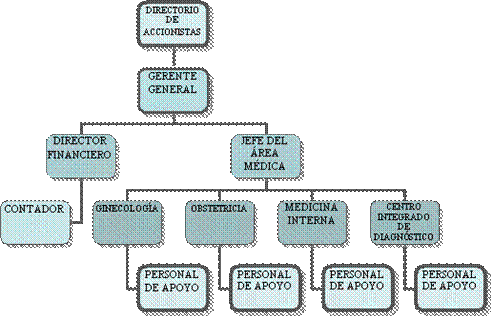 DIRECTORIO
DE
ACCIONISTAS
GERENTE
GENERAL
DIRECTOR
FINANCIERO
JEFE DEL
ÁREA
MÉDICA
CONTADOR
GINECOLOGÍA
OBSTETRICIA
MEDICINA
INTERNA
CENTRO
INTEGRADO
DE
DIAGNÓSTICO
PERSONAL
DE APOYO
PERSONAL
DE APOYO
PERSONAL
DE APOYO
PERSONAL
DE APOYO